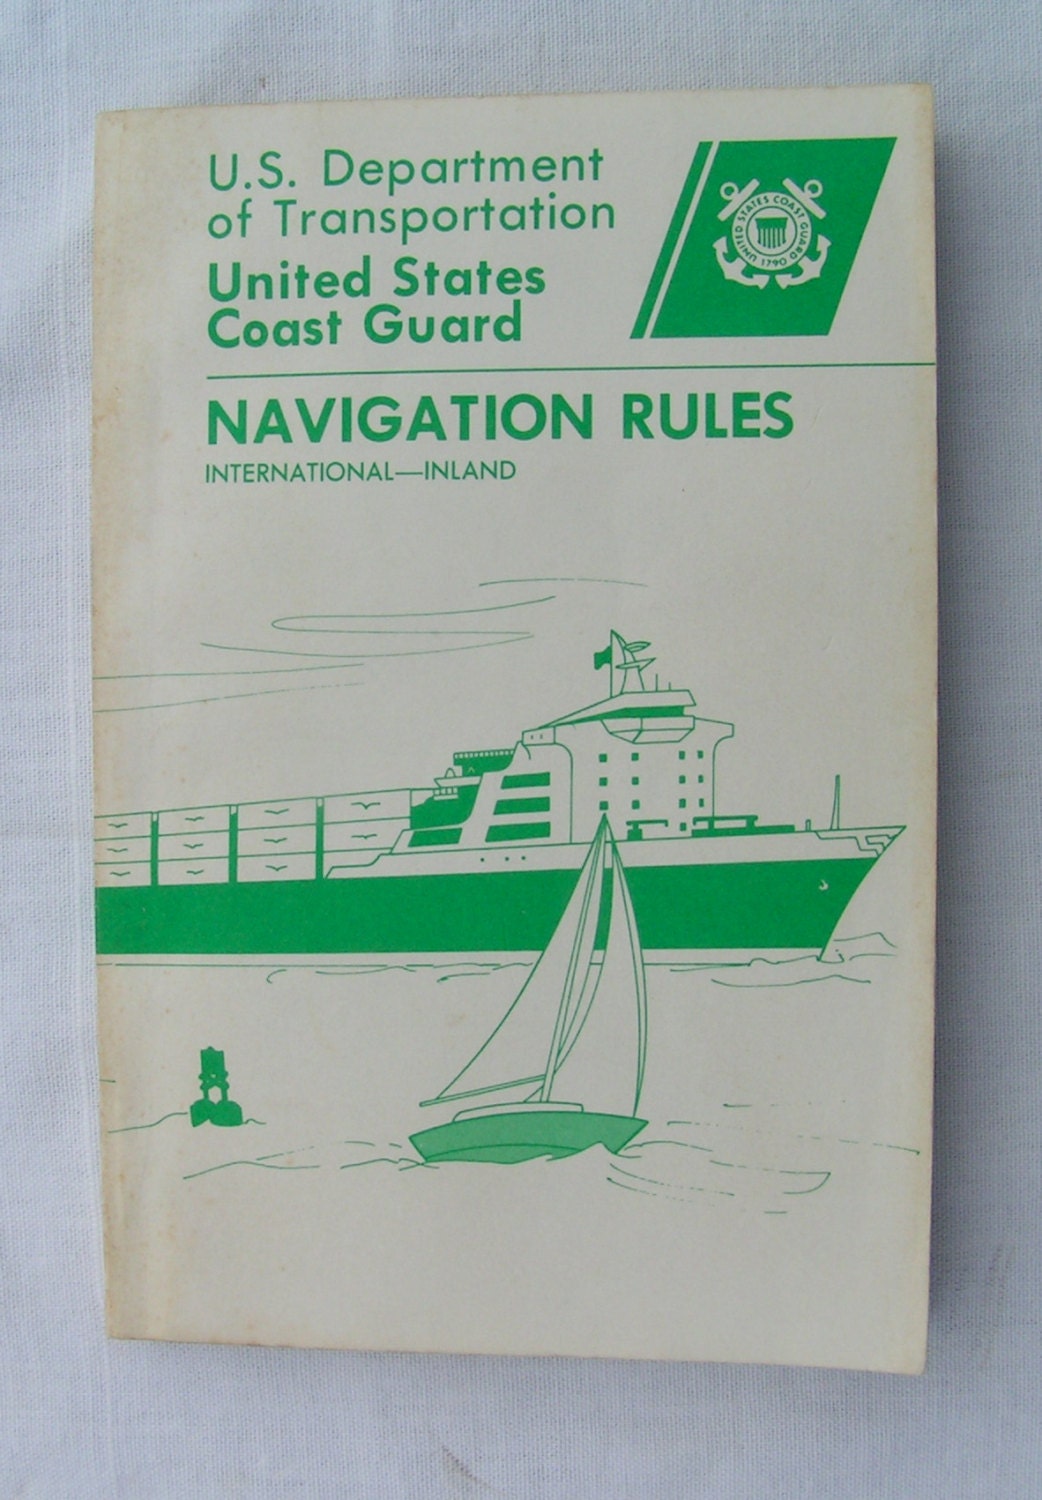 U.S. Department
of Transportation
United States
Coast Guard
UNITED STATES COAST GUARD
1790
NAVIGATION RULES
INTERNATIONAL—INLAND